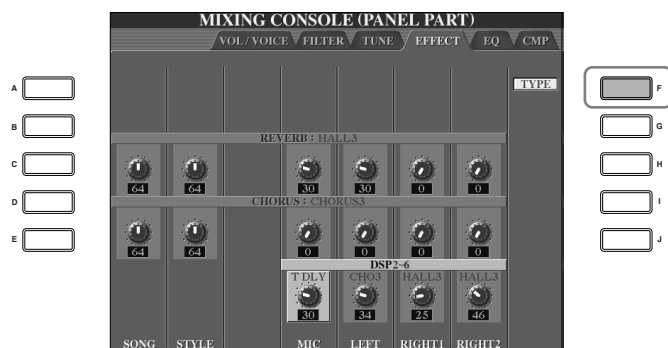 MIXING CONSOLE (PANEL PART)
VOL / VOICE FILTER TUNE EFFECT EQ CMP
A
B
C
D
E
TYPE
F
G
H
I
J
REVERB : HALL3
64 64 30 30 0 0
CHORUS : CHORUS3
64 64 0 0 0 0
DSP2~6
T DLY CHO3 HALL3 HALL3
30 34 25 46
SONG STYLE MIC LEFT RIGHT1 RIGHT2